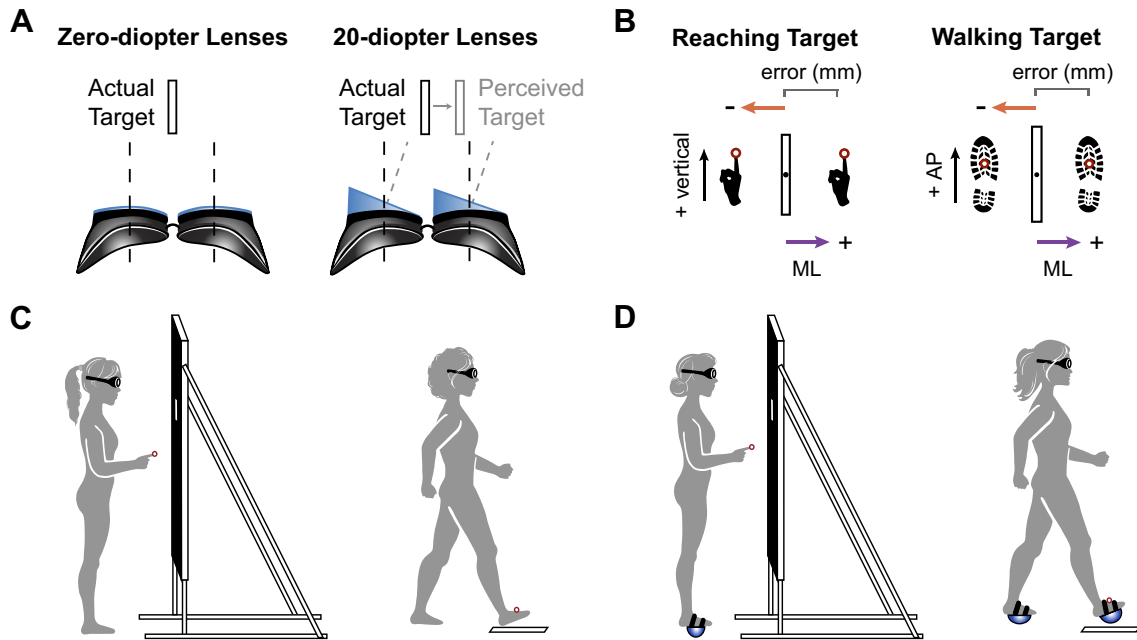 A
Zero-diopter Lenses
20-diopter Lenses
Actual
Target
Actual
Target
Perceived
Target
B
Reaching Target
Walking Target
error (mm)
error (mm)
-
-
+ vertical
+ AP
+
+
ML
ML
C
D